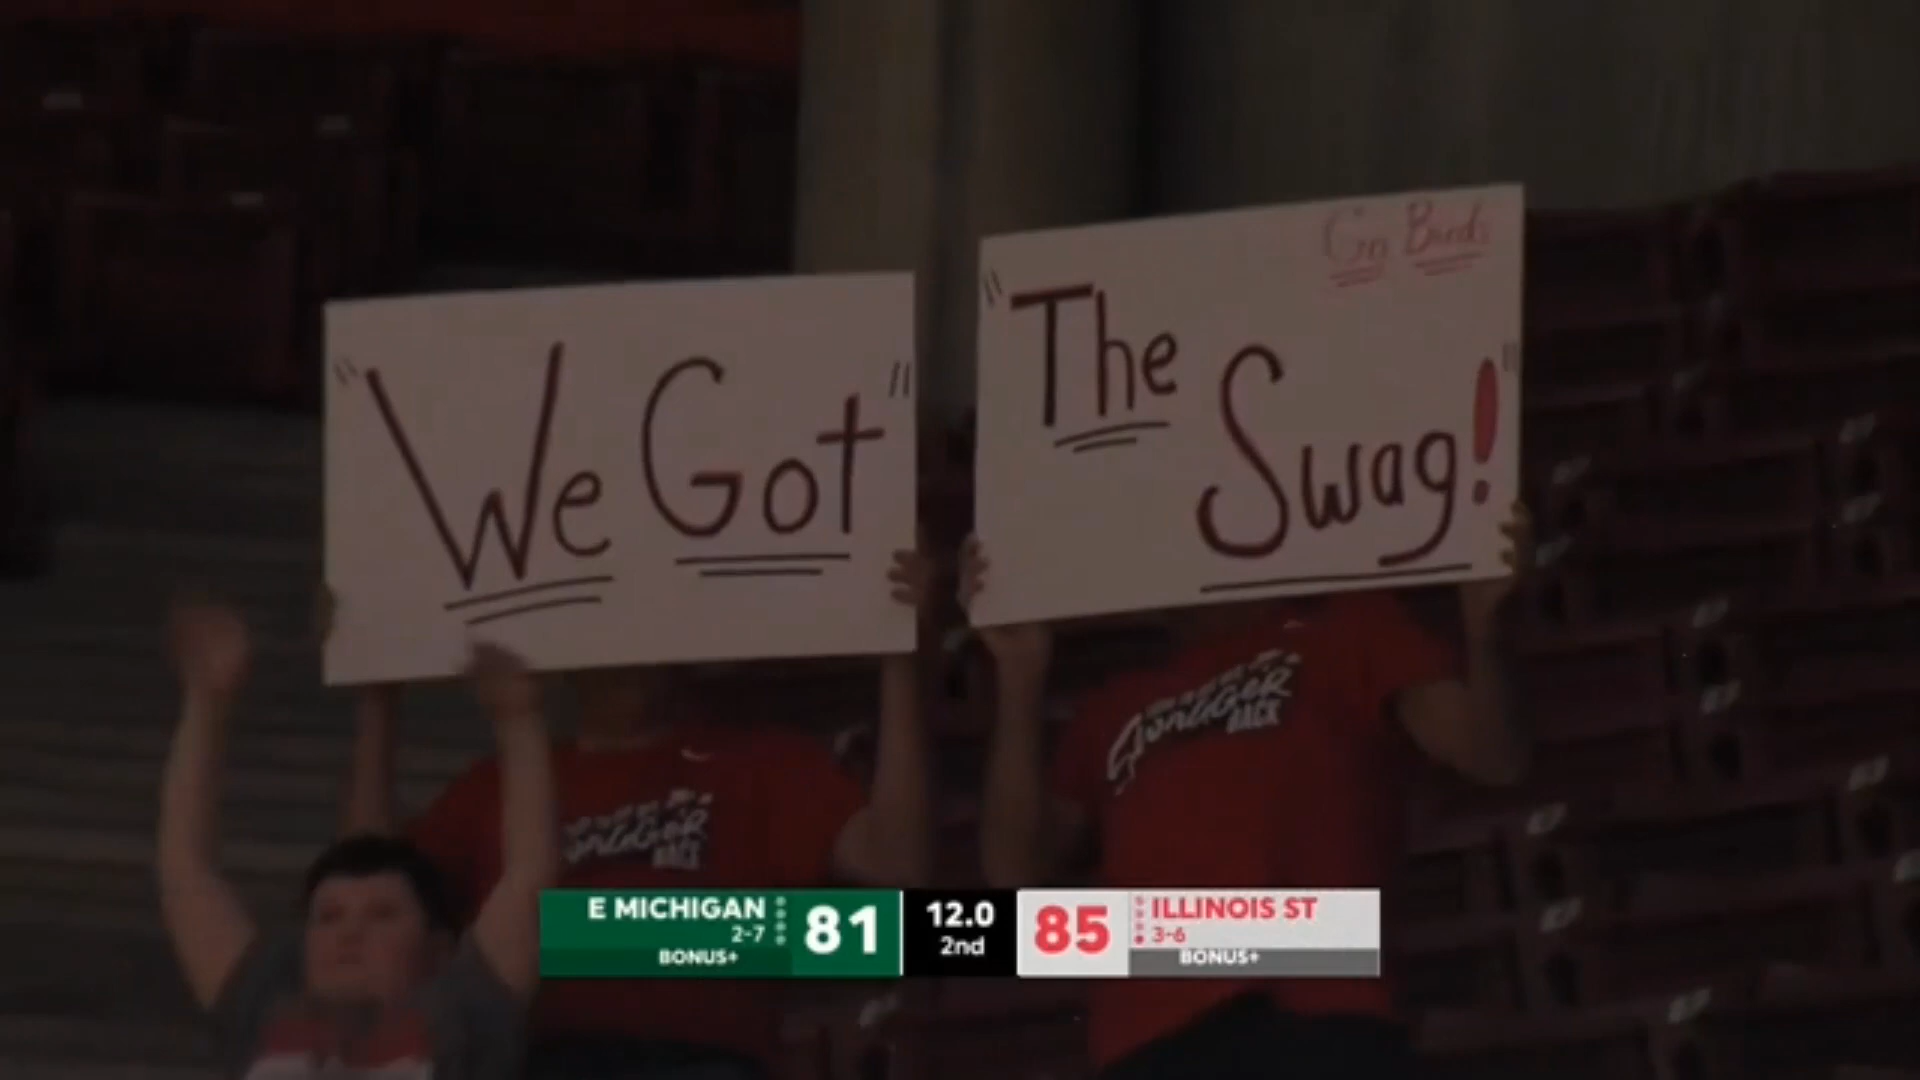 Go Birds
"We Got"
"The
Swag!"
E MICHIGAN
2-7
BONUS+
81
12.0
2nd
85
ILLINOIS ST
3-6
BONUS+